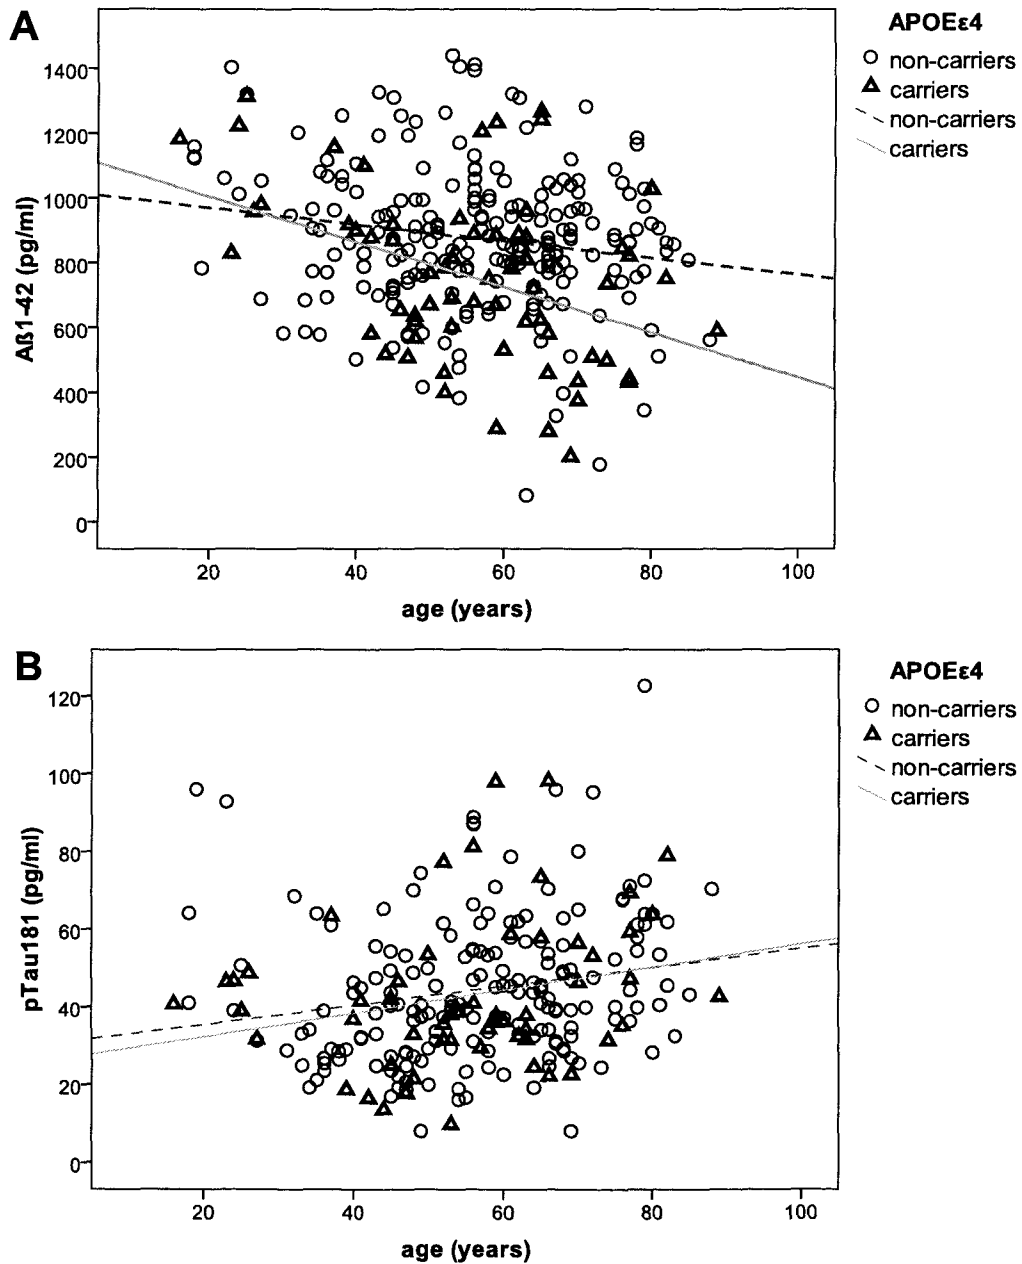 A
APOEε4
non-carriers
carriers
non-carriers
carriers
1400
1200
1000
800
600
400
200
0
Aß1-42 (pg/ml)
20 40 60 80 100
age (years)
B
APOEε4
non-carriers
carriers
non-carriers
carriers
120
100
80
60
40
20
0
pTau181 (pg/ml)
20 40 60 80 100
age (years)